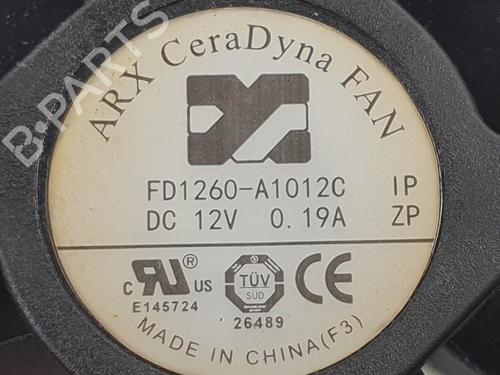 ARX CeraDyna FAN
FD1260-A1012C IP
DC 12V 0.19A ZP
c RU ® US
E145724
TÜV
SÜD
26489
CE
MADE IN CHINA(F3)
B-PARTS